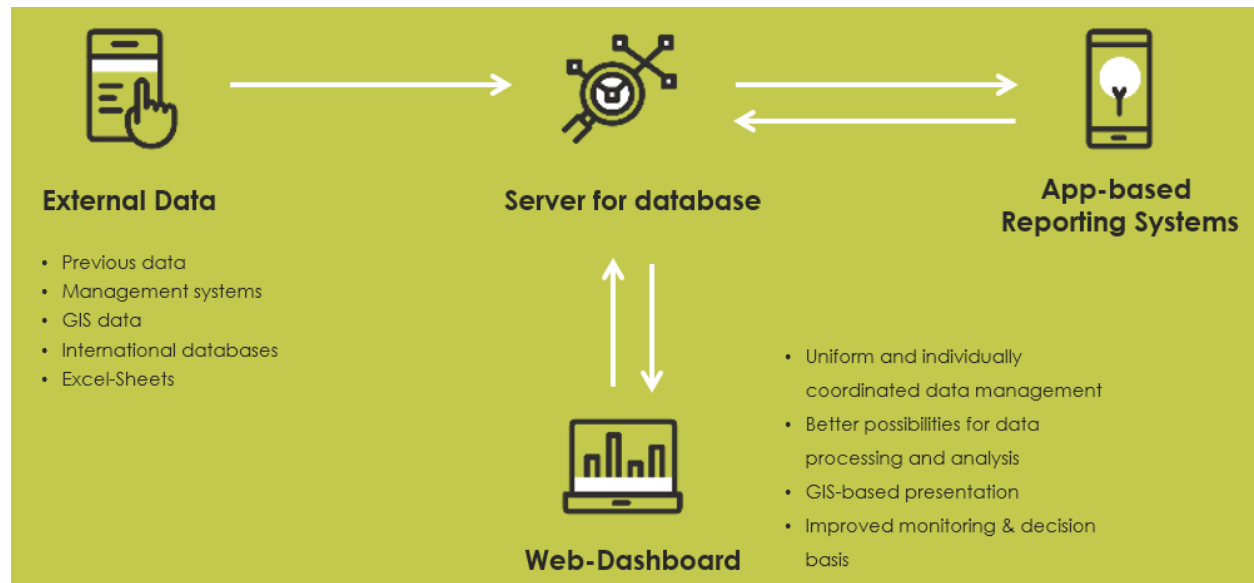 External Data
Server for database
App-based
Reporting Systems
• Previous data
• Management systems
• GIS data
• International databases
• Excel-Sheets
• Uniform and individually
coordinated data management
• Better possibilities for data
processing and analysis
• GIS-based presentation
• Improved monitoring & decision
basis
Web-Dashboard